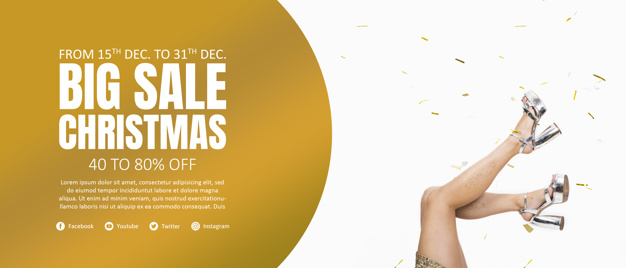 FROM 15TH DEC. TO 31TH DEC.
BIG SALE
CHRISTMAS
40 TO 80% OFF
Lorem ipsum dolor sit amet, consectetur adipisicing elit, sed
do eiusmod tempor incididunt labore et dolore magna
aliqua. Ut enim ad minim veniam, quis nostrud exercitationu-
llamco laboris nisi ut aliquip ex ea commodo consequat. Duis
Facebook Youtube Twitter Instagram